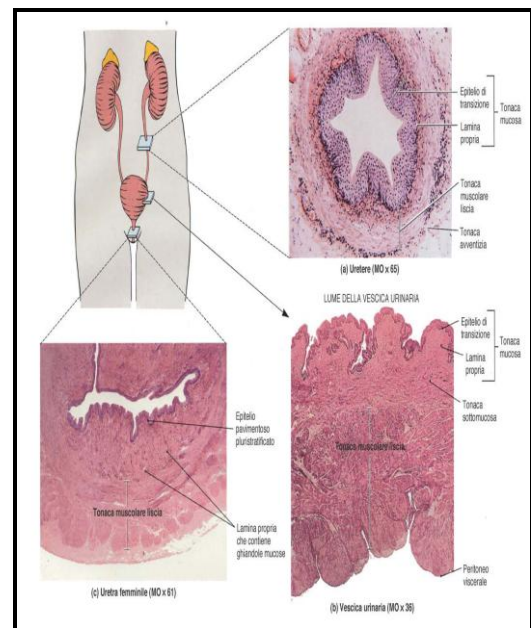 Epitelio di
transizione
Lamina
propria
Tonaca
mucosa
Tonaca
muscolare
liscia
Tonaca
avventizia
(a) Uretere (MO x 65)
LUME DELLA VESCICA URINARIA
Epitelio di
transizione
Lamina
propria
Tonaca
mucosa
Tonaca
sottomucosa
Tonaca muscolare liscia
Peritoneo
viscerale
(b) Vescica urinaria (MO x 36)
Epitelio
pavimentoso
pluristratificato
Tonaca muscolare liscia
Lamina propria
che contiene
ghiandole mucose
(c) Uretra femminile (MO x 61)